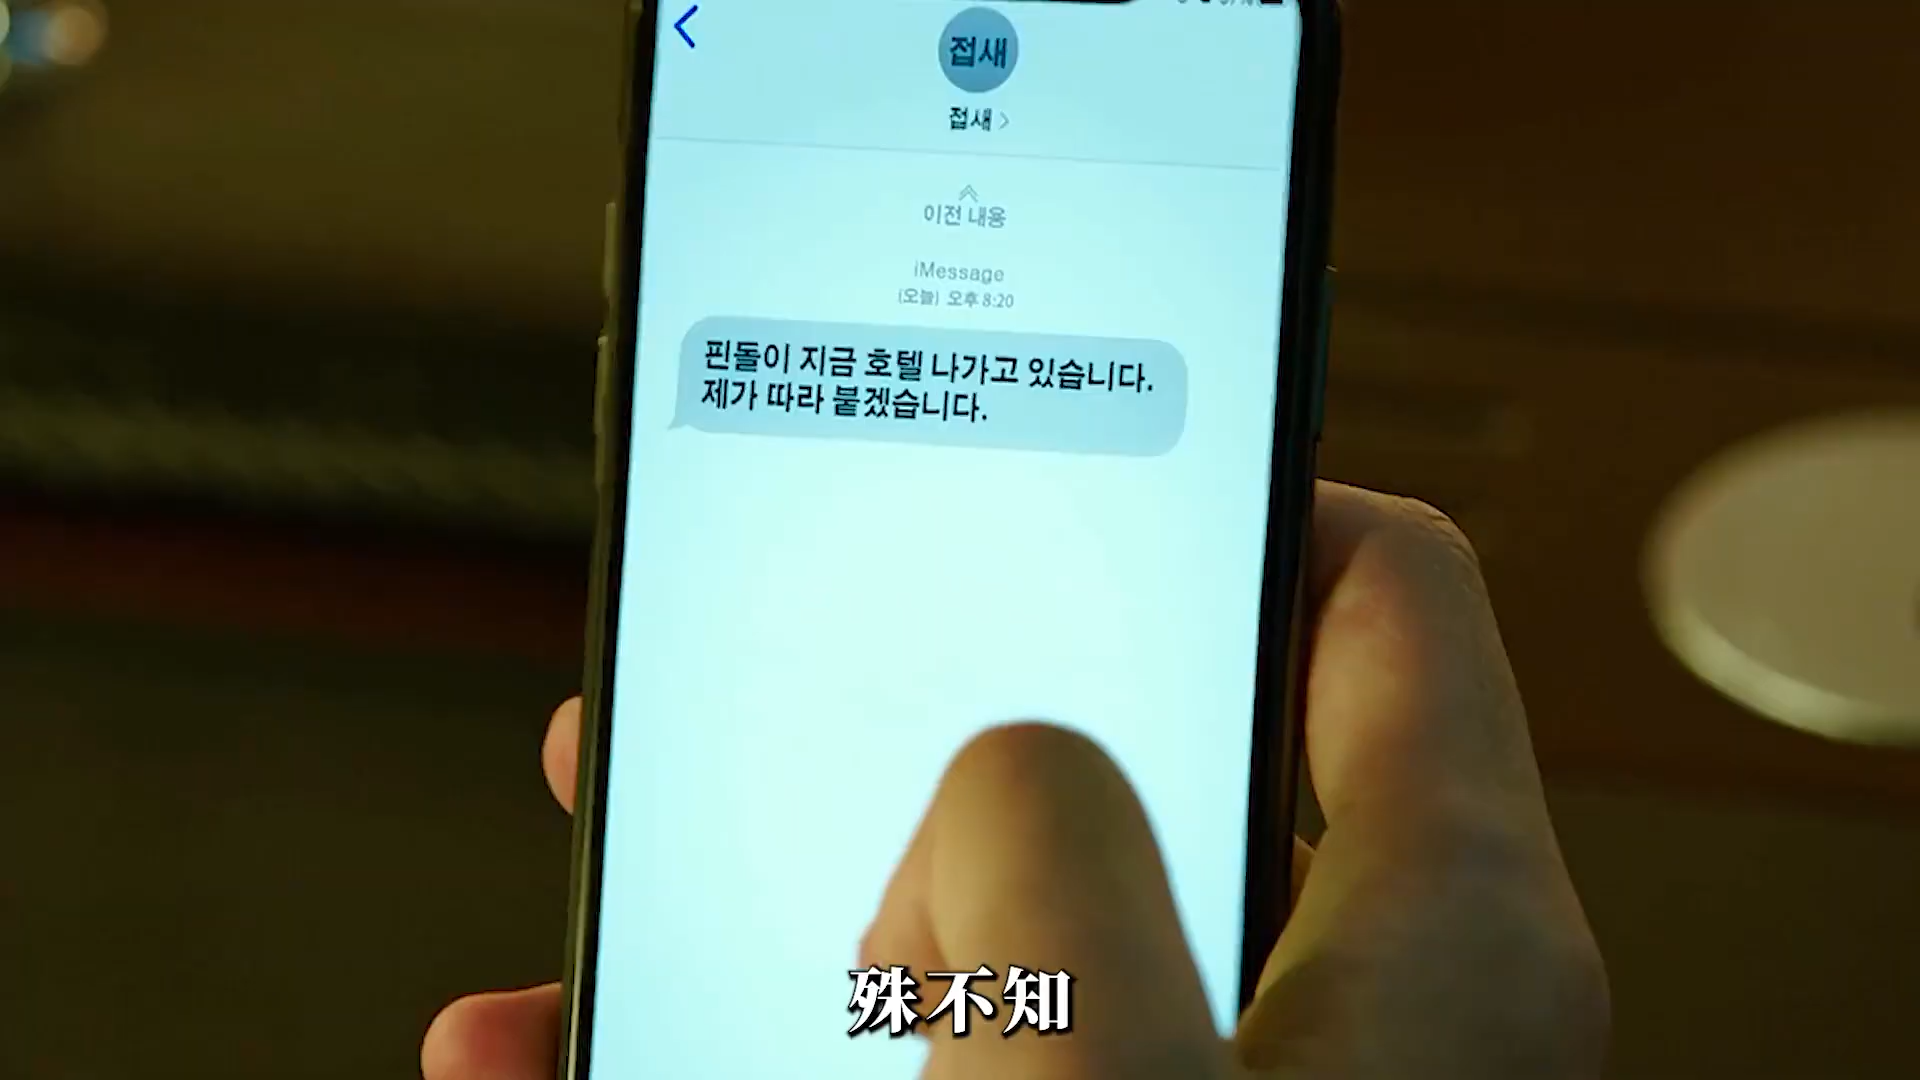 접새
접새
이전 내용
iMessage
(오늘) 오후 8:20
핀돌이 지금 호텔 나가고 있습니다.
제가 따라 붙겠습니다.
殊不知